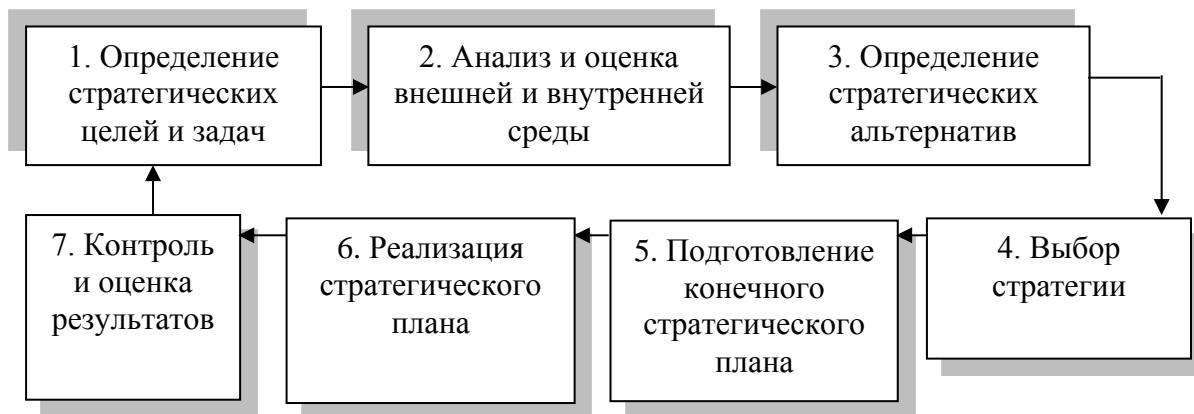 1. Определение
стратегических
целей и задач
2. Анализ и оценка
внешней и внутренней
среды
3. Определение
стратегических
альтернатив
4. Выбор
стратегии
5. Подготовление
конечного
стратегического
плана
6. Реализация
стратегического
плана
7. Контроль
и оценка
результатов